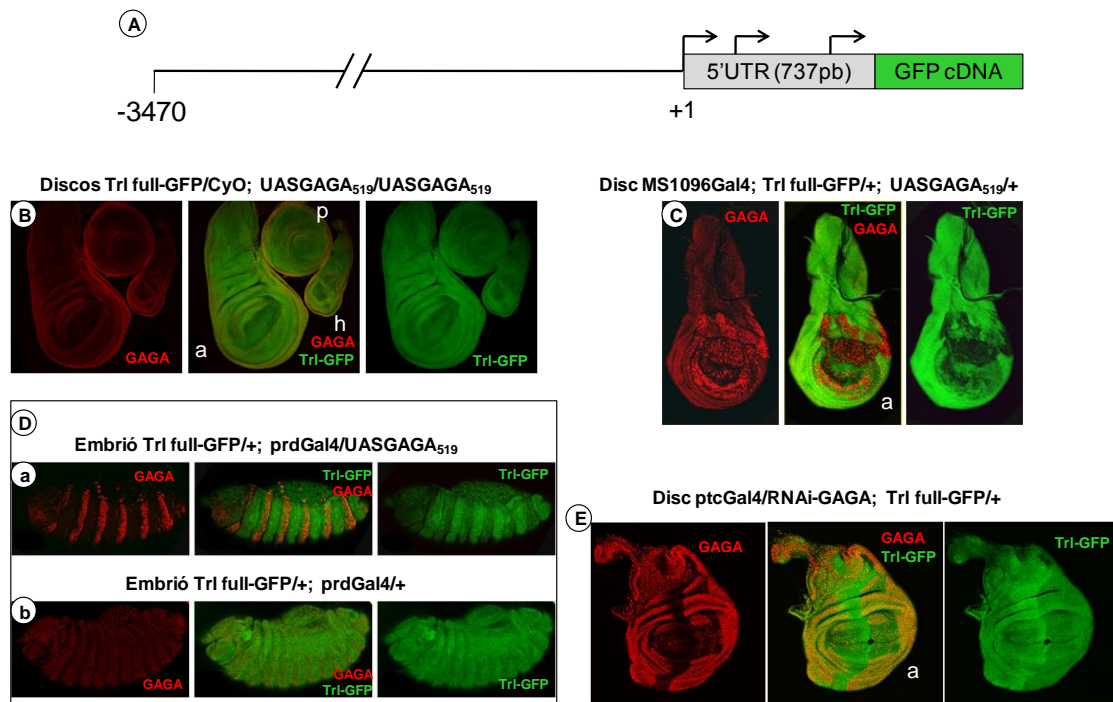 A
5'UTR (737pb)
GFP cDNA
-3470
+1
Discos Trl full-GFP/CyO; UASGAGA519/UASGAGA519
B
GAGA
p
h
a
GAGA
Trl-GFP
Trl-GFP
Disc MS1096Gal4; Trl full-GFP/+; UASGAGA519/+
C
GAGA
Trl-GFP
GAGA
a
Trl-GFP
D
Embrió Trl full-GFP/+; prdGal4/UASGAGA519
a
GAGA
Trl-GFP
GAGA
Trl-GFP
Embrió Trl full-GFP/+; prdGal4/+
b
GAGA
GAGA
Trl-GFP
Trl-GFP
Disc ptcGal4/RNAi-GAGA; Trl full-GFP/+
E
GAGA
GAGA
Trl-GFP
a
Trl-GFP